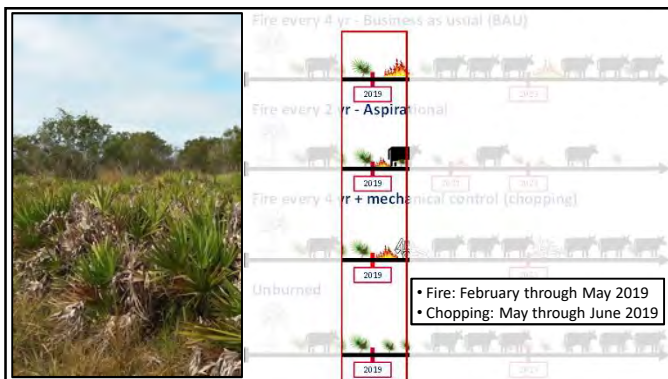 Fire every 4 yr - Business as usual (BAU)
2019
2023
Fire every 2 yr - Aspirational
2019
2021
2023
Fire every 4 yr + mechanical control (chopping)
2019
2023
Unburned
• Fire: February through May 2019
• Chopping: May through June 2019
2019